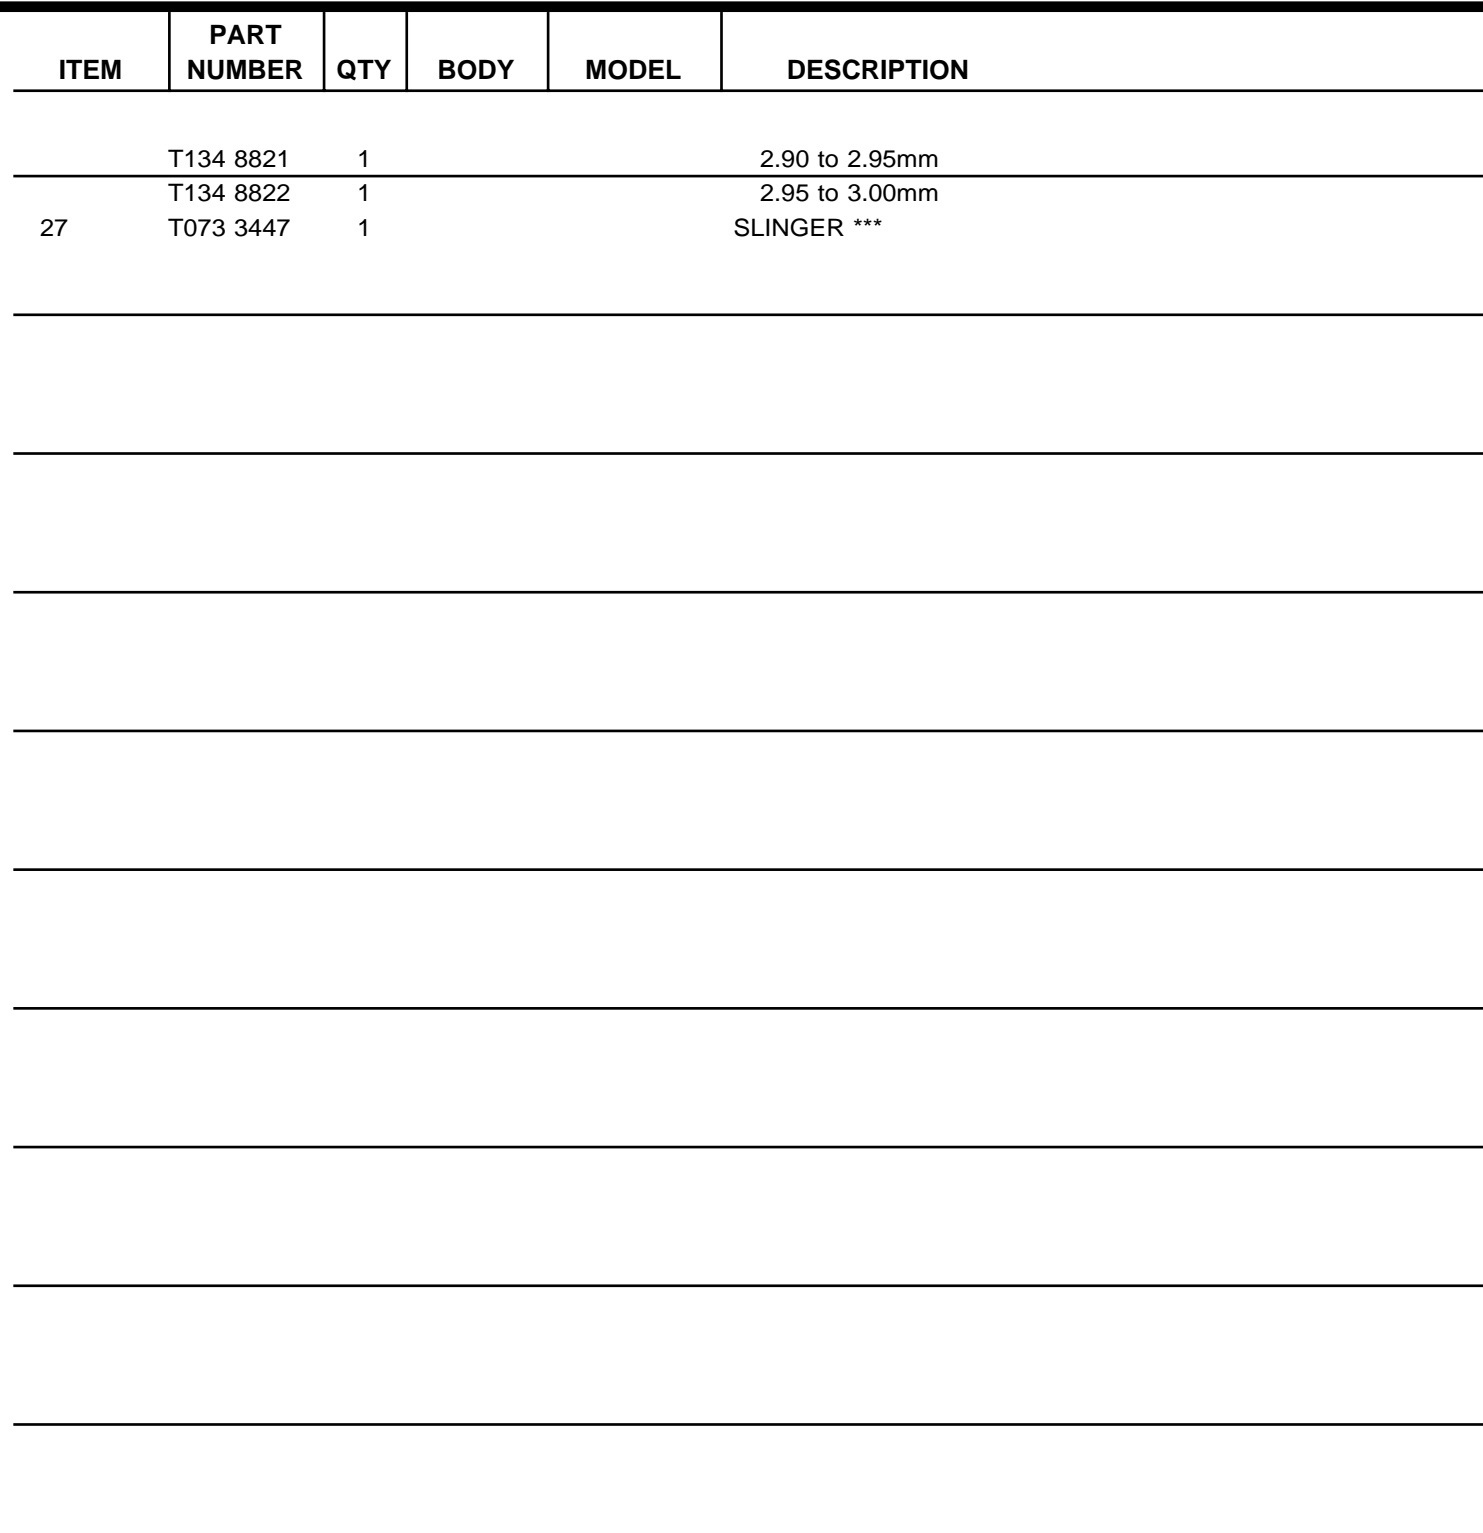 PART
ITEM NUMBER QTY BODY MODEL DESCRIPTION
T134 8821 1 2.90 to 2.95mm
T134 8822 1 2.95 to 3.00mm
27 T073 3447 1 SLINGER ***